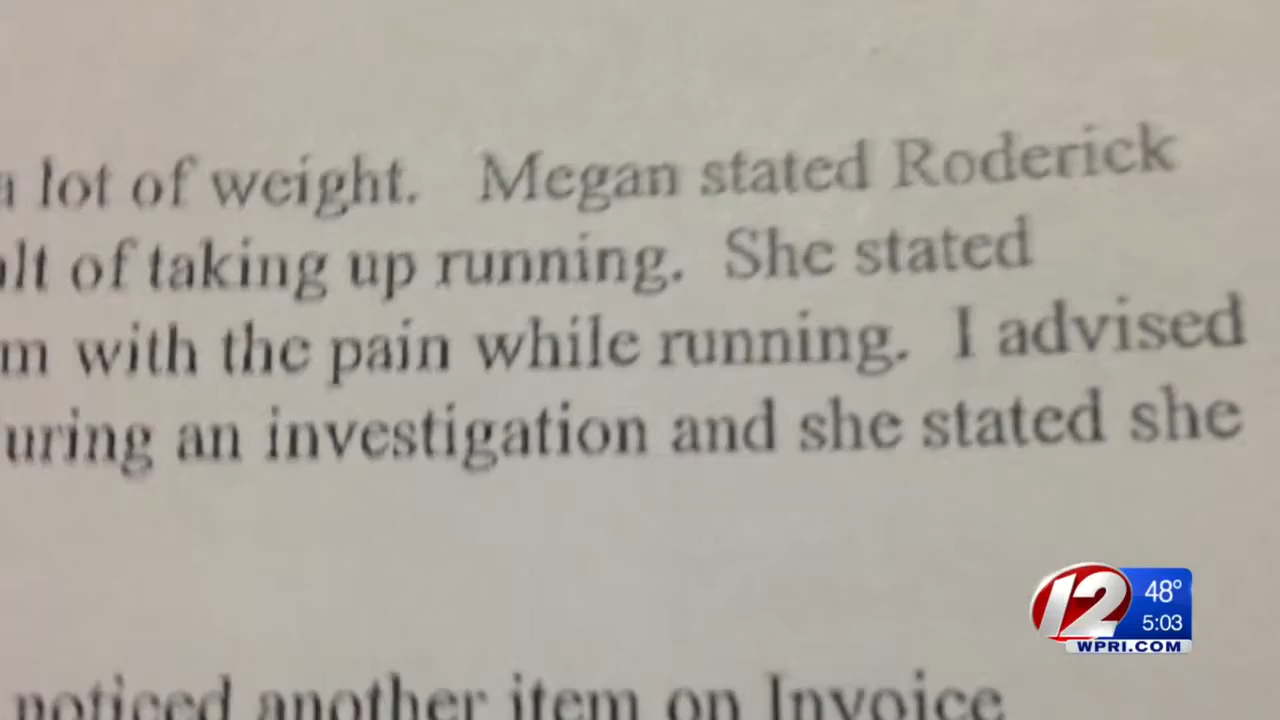 a lot of weight. Megan stated Roderick
ult of taking up running. She stated
m with the pain while running. I advised
uring an investigation and she stated she
noticed another item on Invoice
12
48°
5:03
WPRI.COM